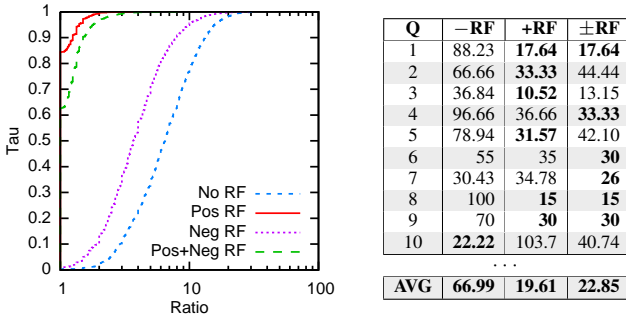 1
0.9
0.8
0.7
0.6
0.5
0.4
0.3
0.2
0.1
0
Tau
No RF
Pos RF
Neg RF
Pos+Neg RF
1 10 100
Ratio
Q −RF +RF ±RF
1 88.23 17.64 17.64
2 66.66 33.33 44.44
3 36.84 10.52 13.15
4 96.66 36.66 33.33
5 78.94 31.57 42.10
6 55 35 30
7 30.43 34.78 26
8 100 15 15
9 70 30 30
10 22.22 103.7 40.74
...
AVG 66.99 19.61 22.85